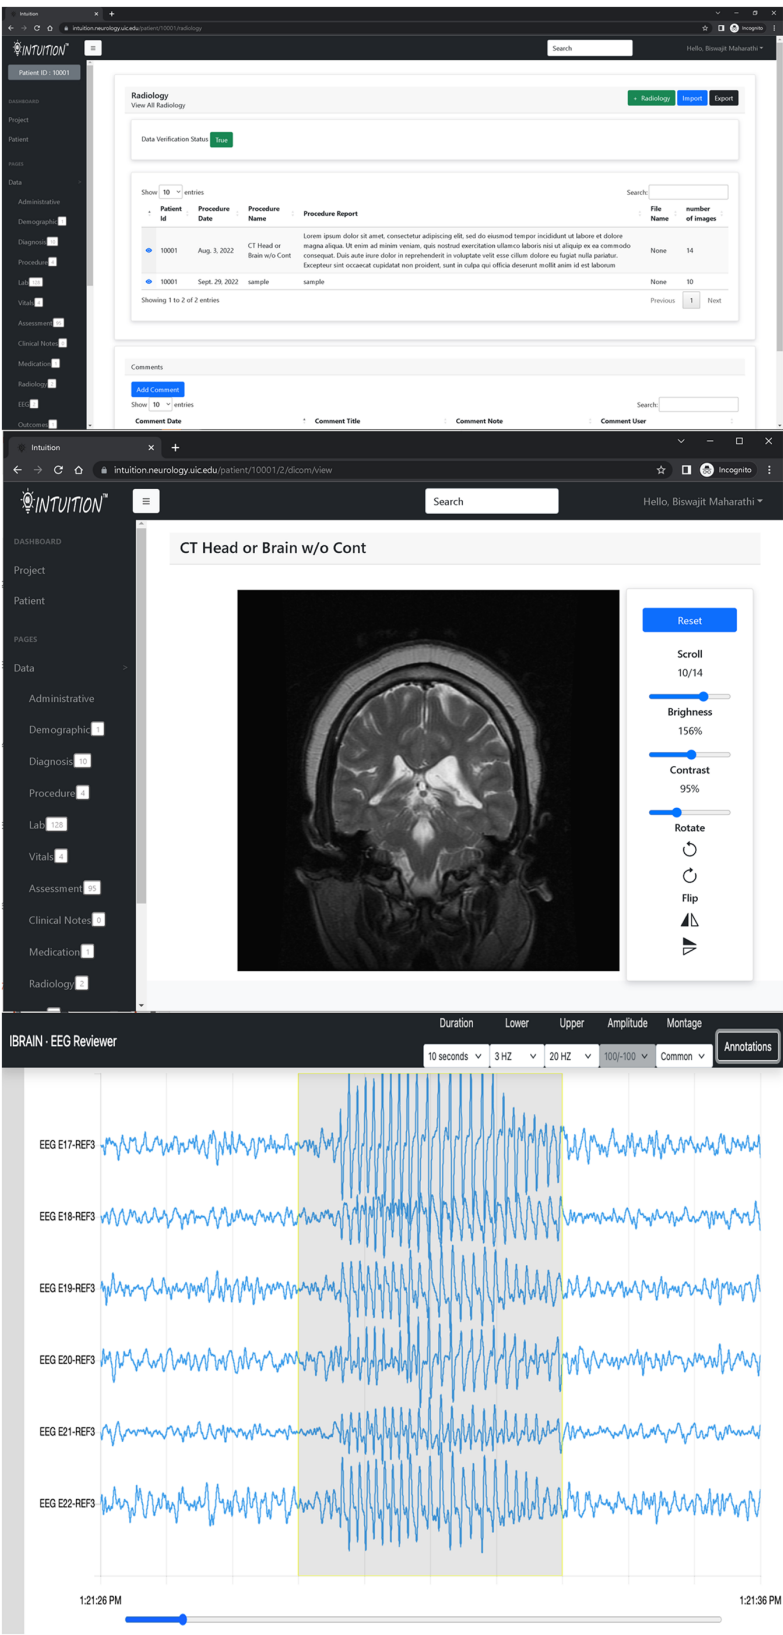 Intuition
intuition.neurology.uic.edu/patient/10001/radiology
Incognito
INTUITION™
Search
Hello, Biswajit Maharathi
Patient ID : 10001
DASHBOARD
Project
Patient
PAGES
Data
Administrative
Demographic 1
Diagnosis 10
Procedure 4
Lab 128
Vitals 4
Assessment 95
Clinical Notes
Medication
Radiology 2
EEG
Outcomes
Radiology
View All Radiology
+ Radiology
Import
Export
Data Verification Status True
Show 10 entries
Search:
Patient Id
Procedure Date
Procedure Name
Procedure Report
File Name
number of images
10001
Aug. 3, 2022
CT Head or Brain w/o Cont
Lorem ipsum dolor sit amet, consectetur adipiscing elit, sed do eiusmod tempor incididunt ut labore et dolore
magna aliqua. Ut enim ad minim veniam, quis nostrud exercitation ullamco laboris nisi ut aliquip ex ea commodo
consequat. Duis aute irure dolor in reprehenderit in voluptate velit esse cillum dolore eu fugiat nulla pariatur.
Excepteur sint occaecat cupidatat non proident, sunt in culpa qui officia deserunt mollit anim id est laborum
None
14
10001
Sept. 29, 2022
sample
sample
None
10
Showing 1 to 2 of 2 entries
Previous 1 Next
Comments
Add Comment
Show 10 entries
Search:
Comment Date
Comment Title
Comment Note
Comment User
Intuition
intuition.neurology.uic.edu/patient/10001/2/dicom/view
Incognito
INTUITION™
Search
Hello, Biswajit Maharathi
DASHBOARD
Project
Patient
PAGES
Data
Administrative
Demographic 1
Diagnosis 10
Procedure 4
Lab 128
Vitals 4
Assessment 95
Clinical Notes 0
Medication 1
Radiology 2
CT Head or Brain w/o Cont
Reset
Scroll
10/14
Brighness
156%
Contrast
95%
Rotate
Flip
IBRAIN · EEG Reviewer
Duration
Lower
Upper
Amplitude
Montage
10 seconds
3 HZ
20 HZ
100/-100
Common
Annotations
EEG E17-REF3
EEG E18-REF3
EEG E19-REF3
EEG E20-REF3
EEG E21-REF3
EEG E22-REF3
1:21:26 PM
1:21:36 PM